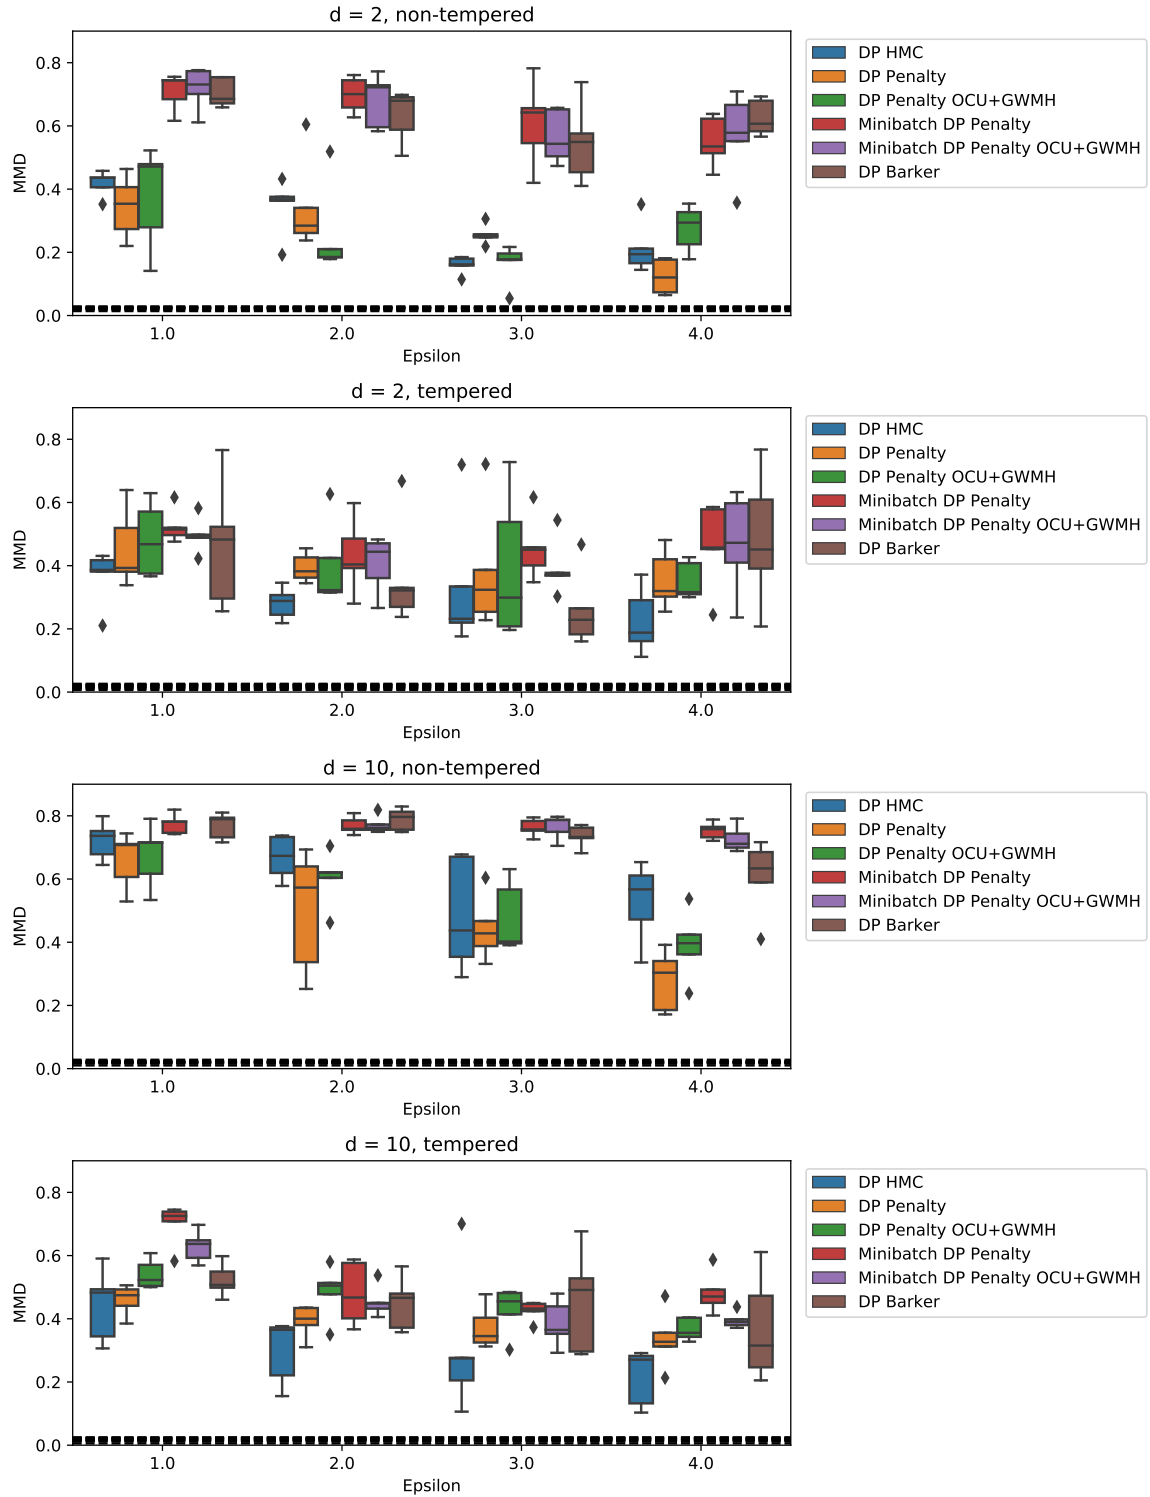 d = 2, non-tempered
MMD
0.8
0.6
0.4
0.2
0.0
1.0 2.0 3.0 4.0
Epsilon
DP HMC
DP Penalty
DP Penalty OCU+GWMH
Minibatch DP Penalty
Minibatch DP Penalty OCU+GWMH
DP Barker
d = 2, tempered
MMD
0.8
0.6
0.4
0.2
0.0
1.0 2.0 3.0 4.0
Epsilon
DP HMC
DP Penalty
DP Penalty OCU+GWMH
Minibatch DP Penalty
Minibatch DP Penalty OCU+GWMH
DP Barker
d = 10, non-tempered
MMD
0.8
0.6
0.4
0.2
0.0
1.0 2.0 3.0 4.0
Epsilon
DP HMC
DP Penalty
DP Penalty OCU+GWMH
Minibatch DP Penalty
Minibatch DP Penalty OCU+GWMH
DP Barker
d = 10, tempered
MMD
0.8
0.6
0.4
0.2
0.0
1.0 2.0 3.0 4.0
Epsilon
DP HMC
DP Penalty
DP Penalty OCU+GWMH
Minibatch DP Penalty
Minibatch DP Penalty OCU+GWMH
DP Barker